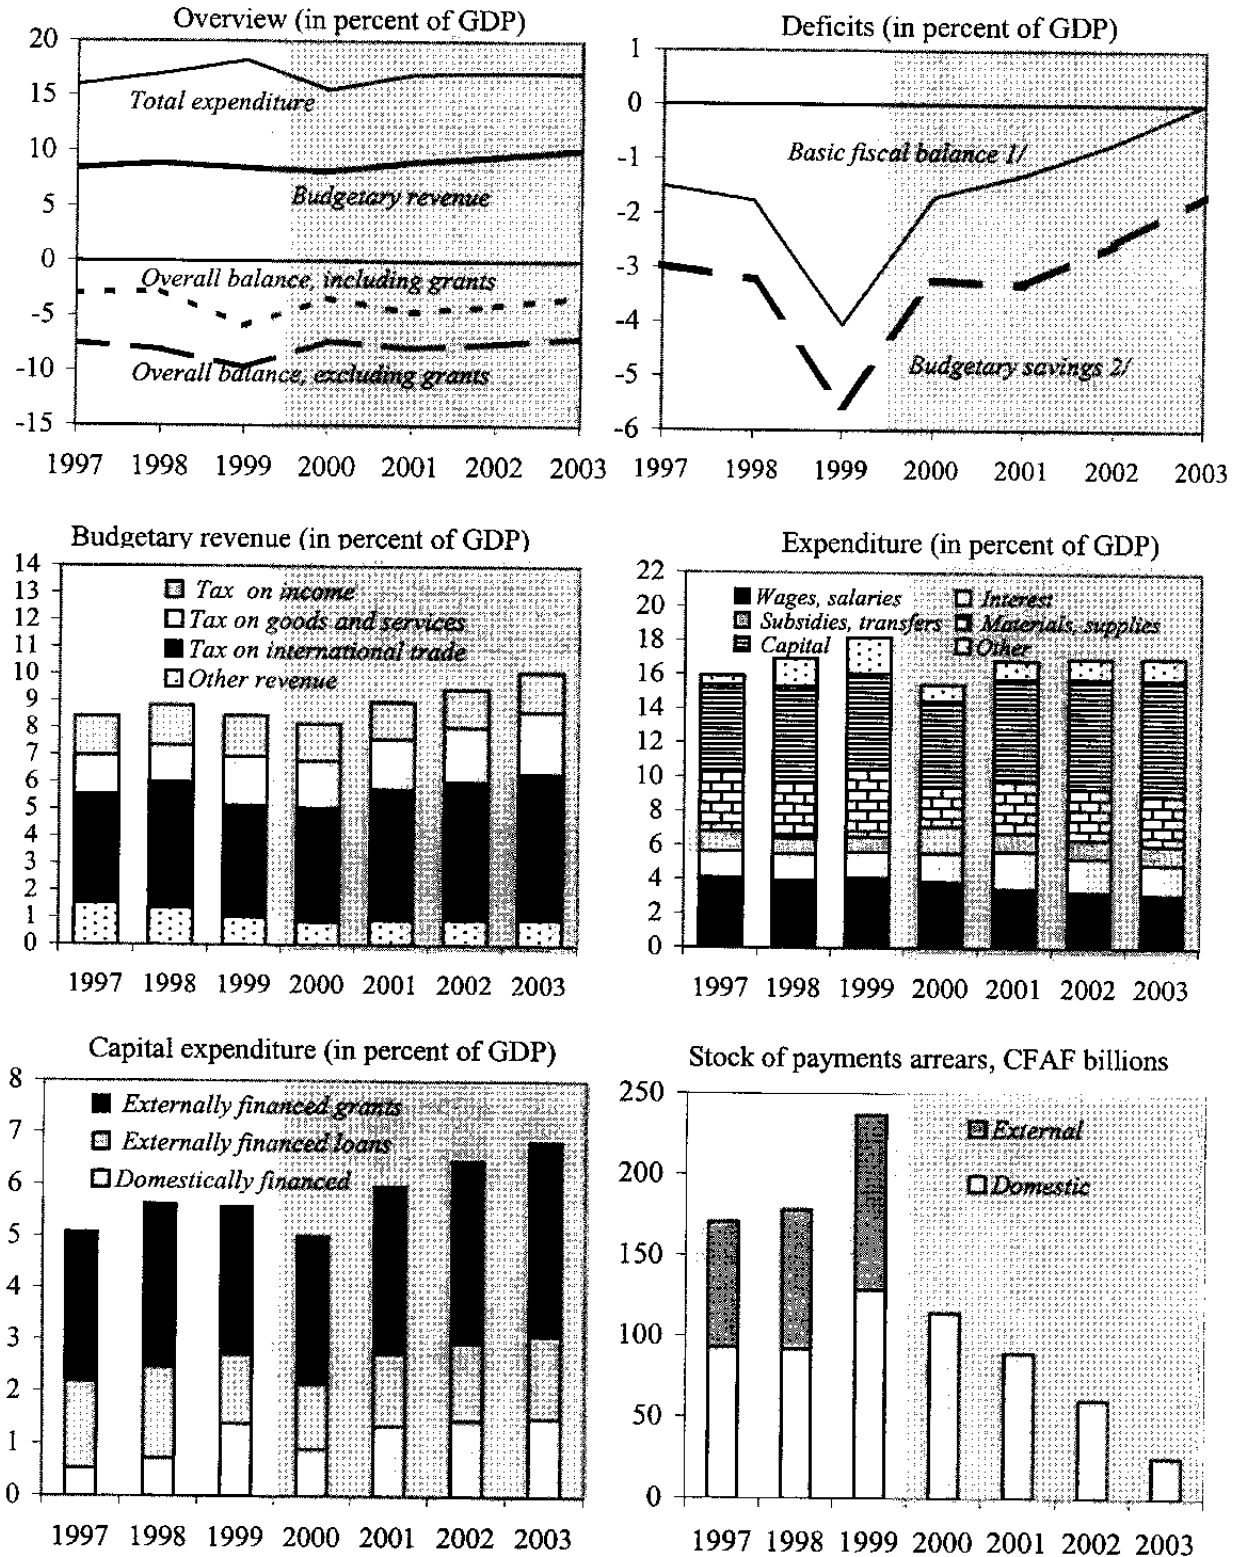 Overview (in percent of GDP)
20
15
10
5
0
-5
-10
-15
Total expenditure
Budgetary revenue
Overall balance, including grants
Overall balance, excluding grants
1997 1998 1999 2000 2001 2002 2003
Deficits (in percent of GDP)
1
0
-1
-2
-3
-4
-5
-6
Basic fiscal balance 1/
Budgetary savings 2/
1997 1998 1999 2000 2001 2002 2003
Budgetary revenue (in percent of GDP)
14
13
12
11
10
9
8
7
6
5
4
3
2
1
0
Tax on income
Tax on goods and services
Tax on international trade
Other revenue
1997 1998 1999 2000 2001 2002 2003
Expenditure (in percent of GDP)
22
20
18
16
14
12
10
8
6
4
2
0
Wages, salaries Interest
Subsidies, transfers Materials, supplies
Capital Other
1997 1998 1999 2000 2001 2002 2003
Capital expenditure (in percent of GDP)
8
7
6
5
4
3
2
1
0
Externally financed grants
Externally financed loans
Domestically financed
1997 1998 1999 2000 2001 2002 2003
Stock of payments arrears, CFAF billions
250
200
150
100
50
0
External
Domestic
1997 1998 1999 2000 2001 2002 2003